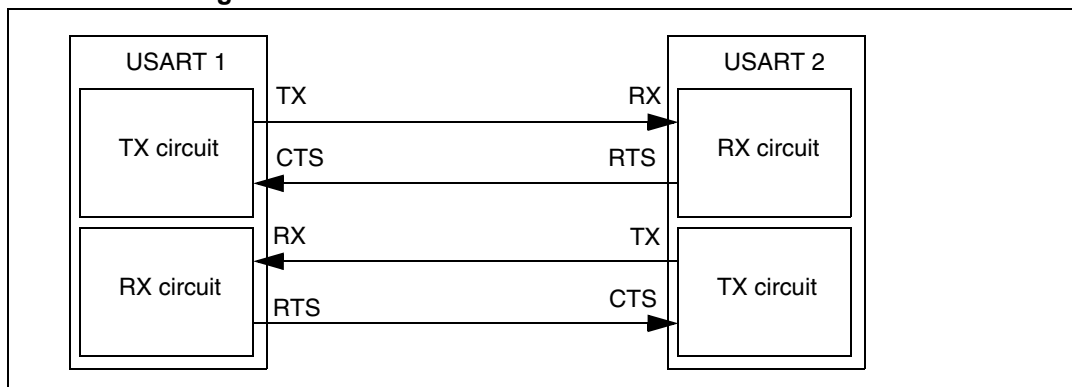 USART 1
USART 2
TX
RX
TX circuit
RX circuit
CTS
RTS
RX
TX
RX circuit
TX circuit
RTS
CTS